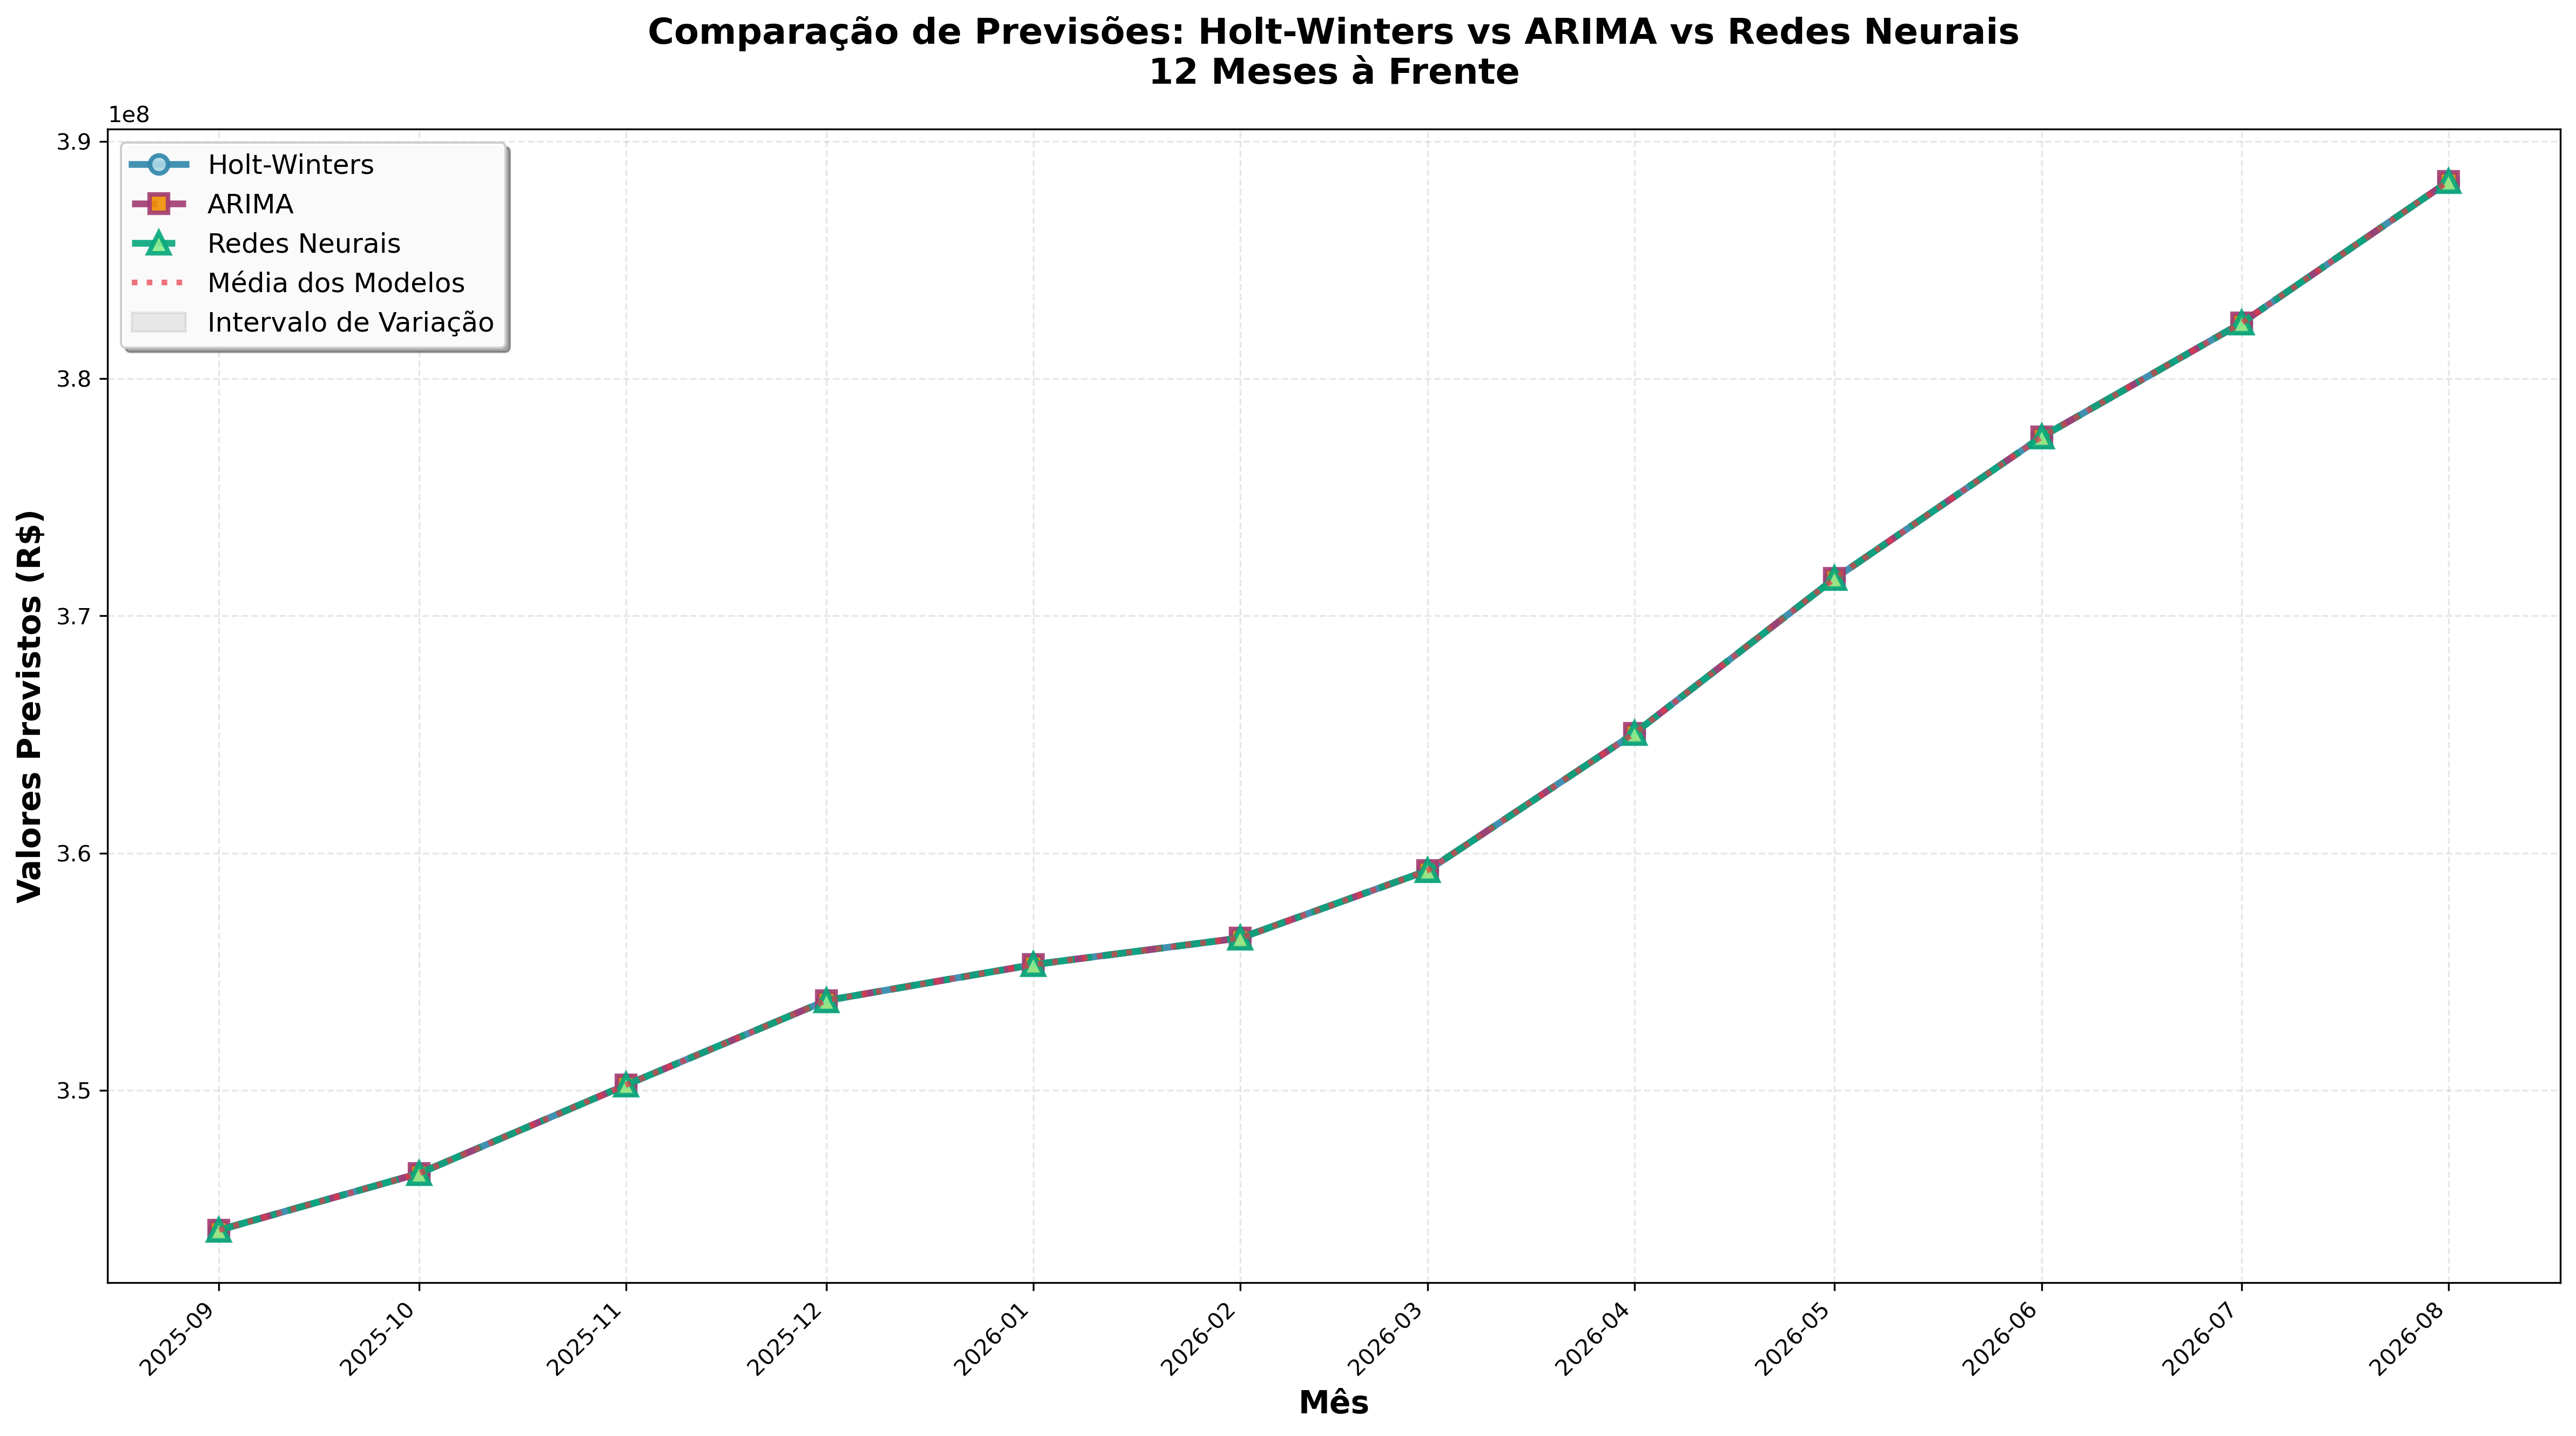 Comparação de Previsões: Holt-Winters vs ARIMA vs Redes Neurais
12 Meses à Frente
1e8
Holt-Winters
ARIMA
Redes Neurais
Média dos Modelos
Intervalo de Variação
3.9
3.8
3.7
3.6
3.5
Valores Previstos (R$)
2025-09
2025-10
2025-11
2025-12
2026-01
2026-02
2026-03
2026-04
2026-05
2026-06
2026-07
2026-08
Mês